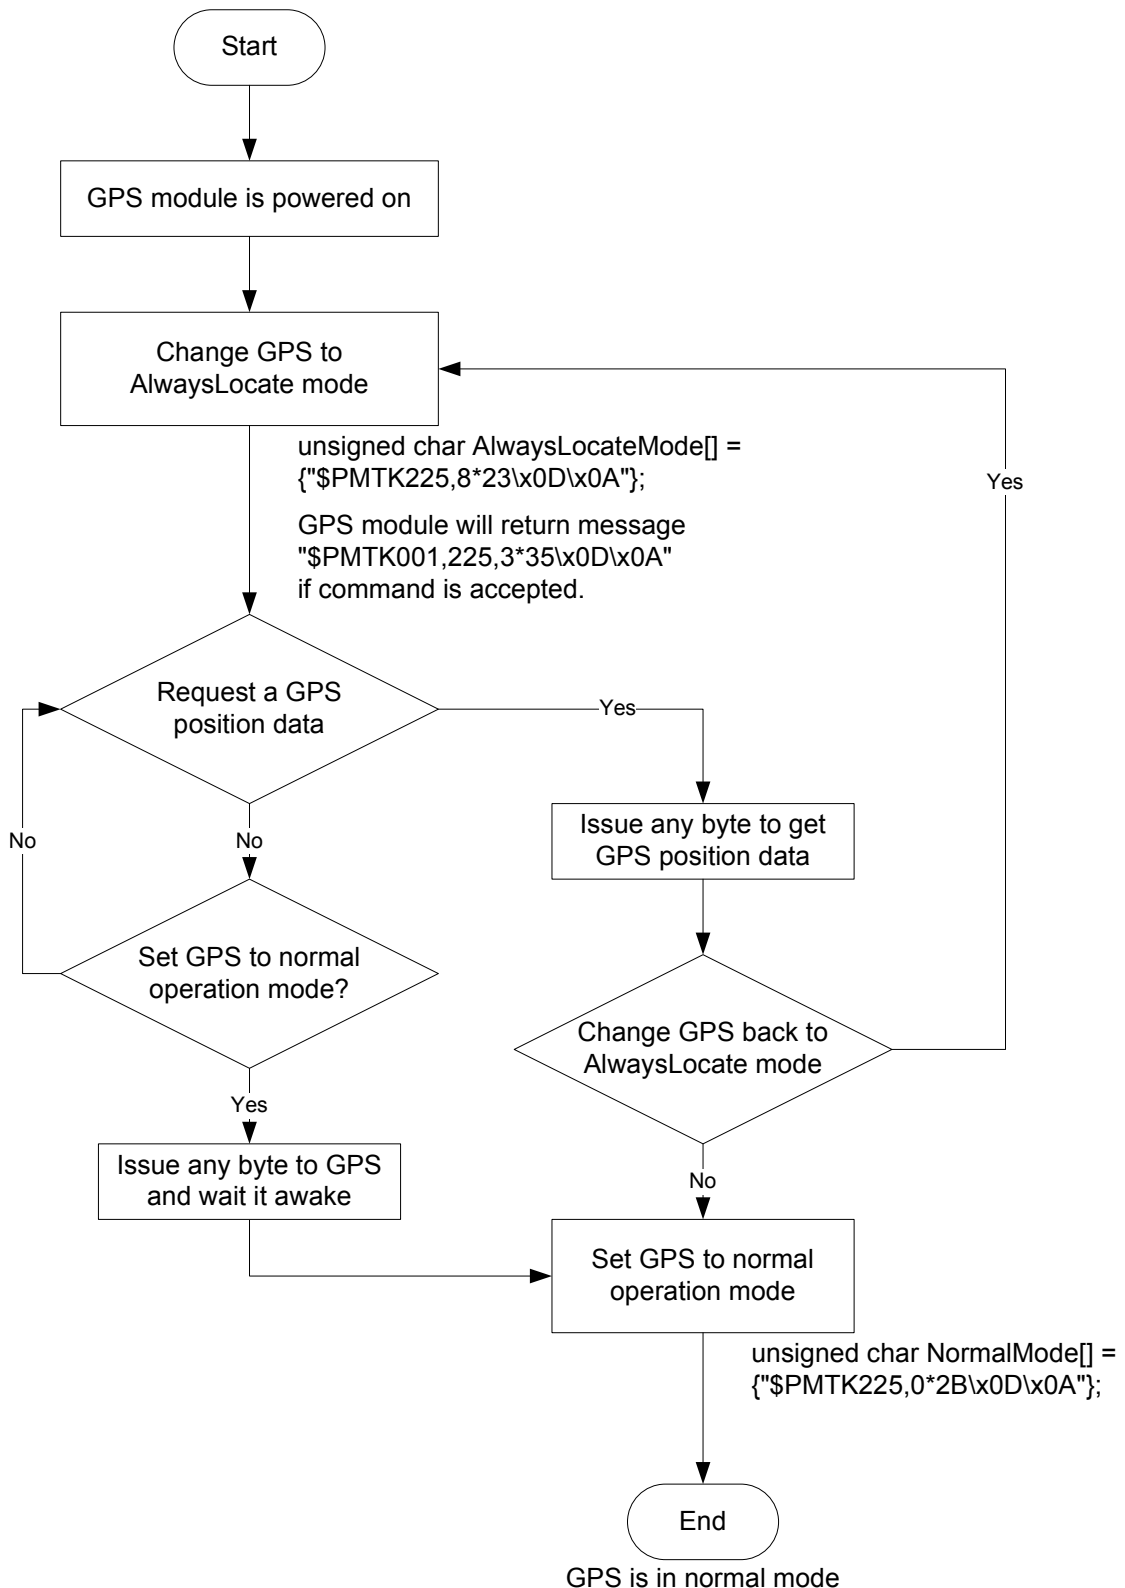 Start
GPS module is powered on
Change GPS to
AlwaysLocate mode
unsigned char AlwaysLocateMode[] =
{"$PMTK225,8*23\x0D\x0A"};
Yes
GPS module will return message
"$PMTK001,225,3*35\x0D\x0A"
if command is accepted.
Request a GPS
position data
Yes
No
No
Issue any byte to get
GPS position data
Set GPS to normal
operation mode?
Change GPS back to
AlwaysLocate mode
Yes
Issue any byte to GPS
and wait it awake
No
Set GPS to normal
operation mode
unsigned char NormalMode[] =
{"$PMTK225,0*2B\x0D\x0A"};
End
GPS is in normal mode